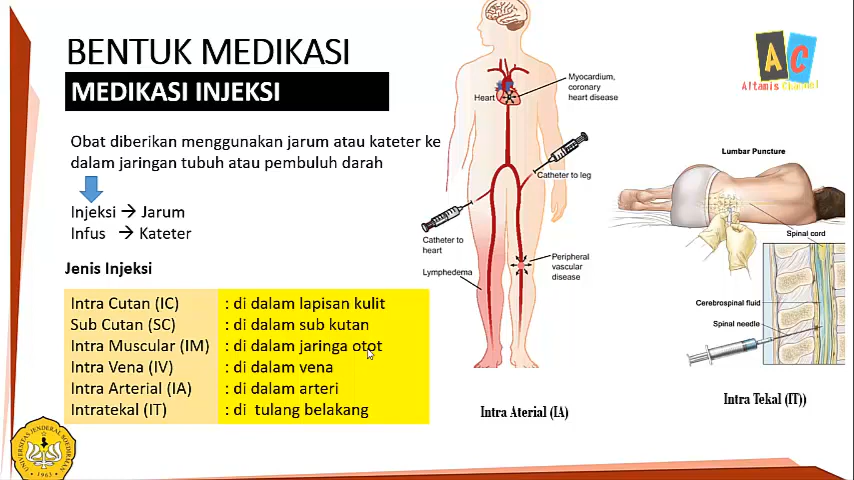 BENTUK MEDIKASI
MEDIKASI INJEKSI
Obat diberikan menggunakan jarum atau kateter ke
dalam jaringan tubuh atau pembuluh darah
Injeksi → Jarum
Infus → Kateter
Jenis Injeksi
Intra Cutan (IC) : di dalam lapisan kulit
Sub Cutan (SC) : di dalam sub kutan
Intra Muscular (IM) : di dalam jaringa otot
Intra Vena (IV) : di dalam vena
Intra Arterial (IA) : di dalam arteri
Intratekal (IT) : di tulang belakang
Heart
Myocardium,
coronary
heart disease
Catheter to leg
Catheter to
heart
Lymphedema
Peripheral
vascular
disease
Intra Aterial (IA)
AC
Altamis Channel
Lumbar Puncture
Spinal cord
Cerebrospinal fluid
Spinal needle
Intra Tekal (IT))
UNIVERSITAS JENDERAL SOEDIRMAN
1963